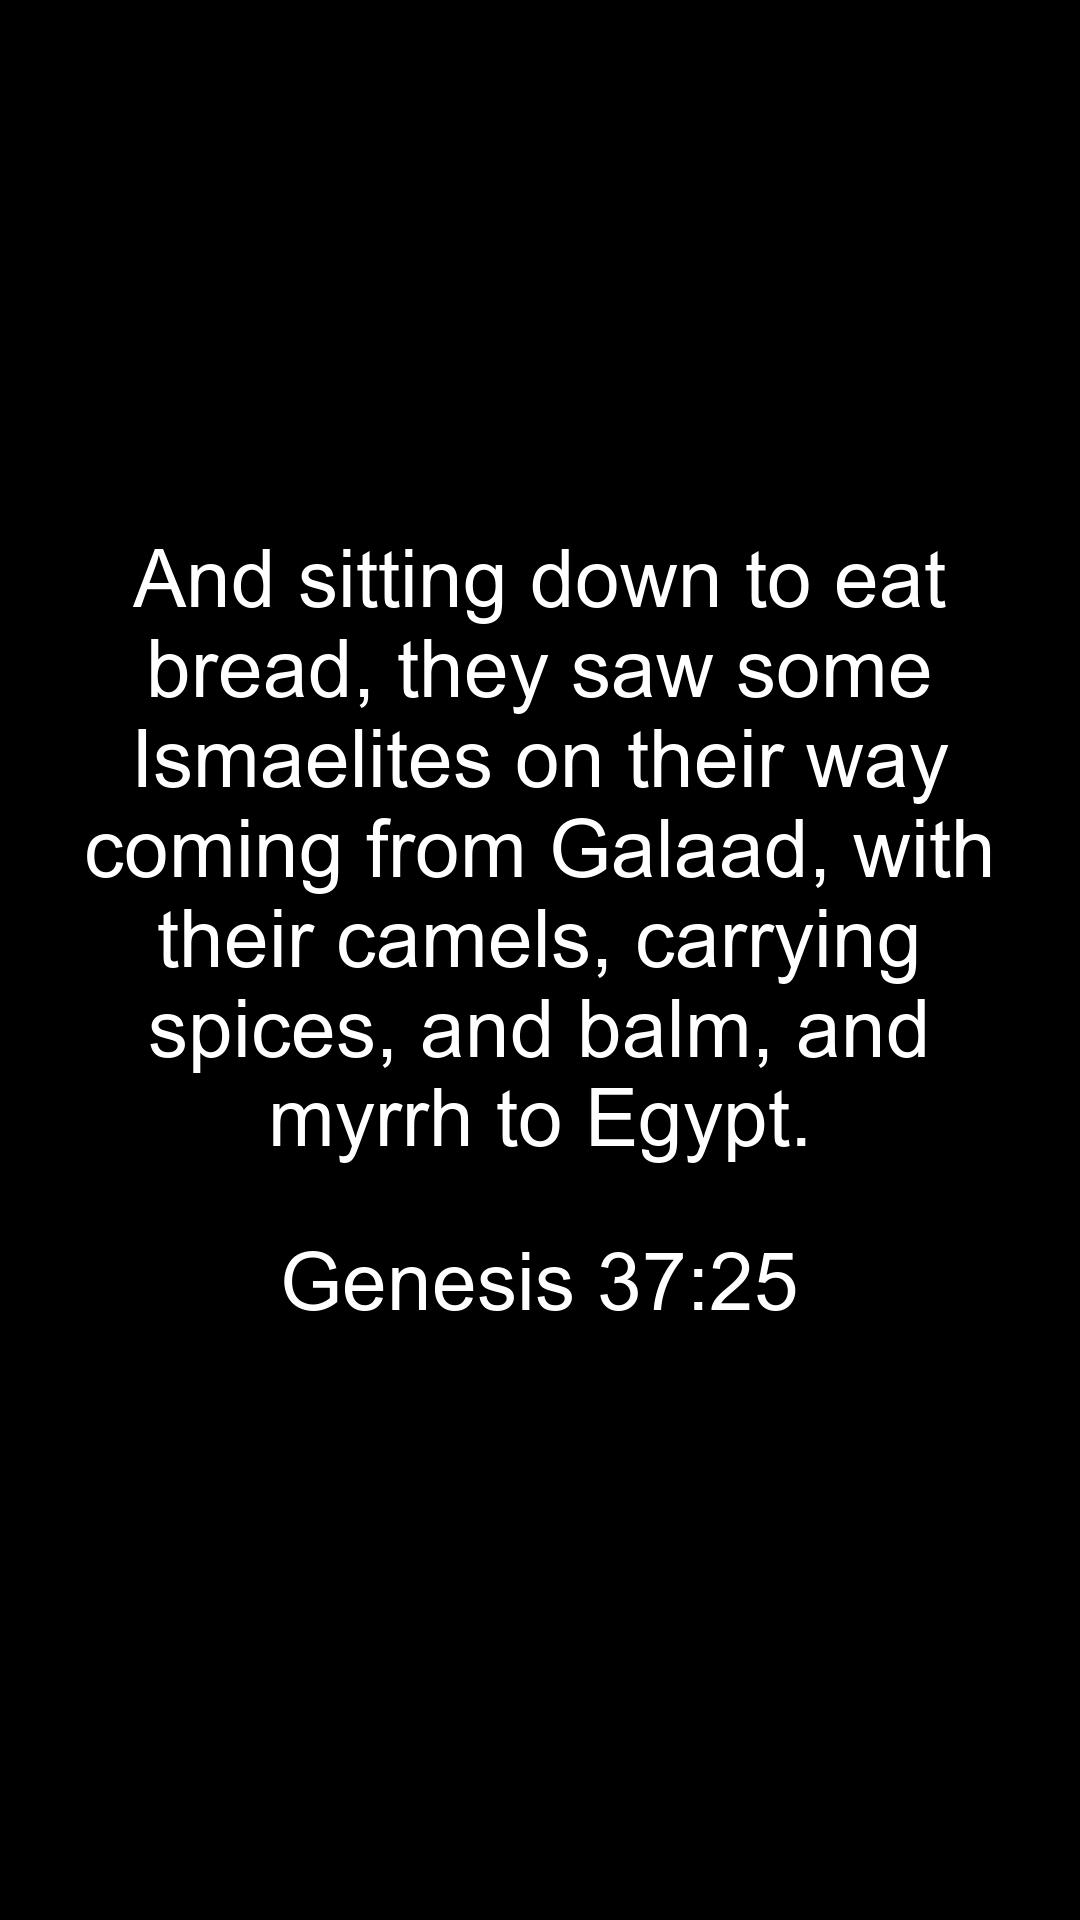 And sitting down to eat
bread, they saw some
Ismaelites on their way
coming from Galaad, with
their camels, carrying
spices, and balm, and
myrrh to Egypt.
Genesis 37:25